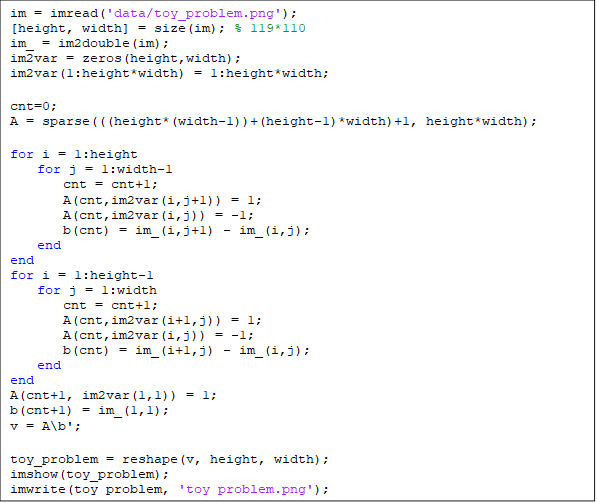 im = imread('data/toy_problem.png');
[height, width] = size(im); % 119*110
im_ = im2double(im);
im2var = zeros(height,width);
im2var(1:height*width) = 1:height*width;
cnt=0;
A = sparse(((height*(width-1))+(height-1)*width)+1, height*width);
for i = 1:height
for j = 1:width-1
cnt = cnt+1;
A(cnt,im2var(i,j+1)) = 1;
A(cnt,im2var(i,j)) = -1;
b(cnt) = im_(i,j+1) - im_(i,j);
end
end
for i = 1:height-1
for j = 1:width
cnt = cnt+1;
A(cnt,im2var(i+1,j)) = 1;
A(cnt,im2var(i,j)) = -1;
b(cnt) = im_(i+1,j) - im_(i,j);
end
end
A(cnt+1, im2var(1,1)) = 1;
b(cnt+1) = im_(1,1);
v = A\b';
toy_problem = reshape(v, height, width);
imshow(toy_problem);
imwrite(toy problem, 'toy problem.png');